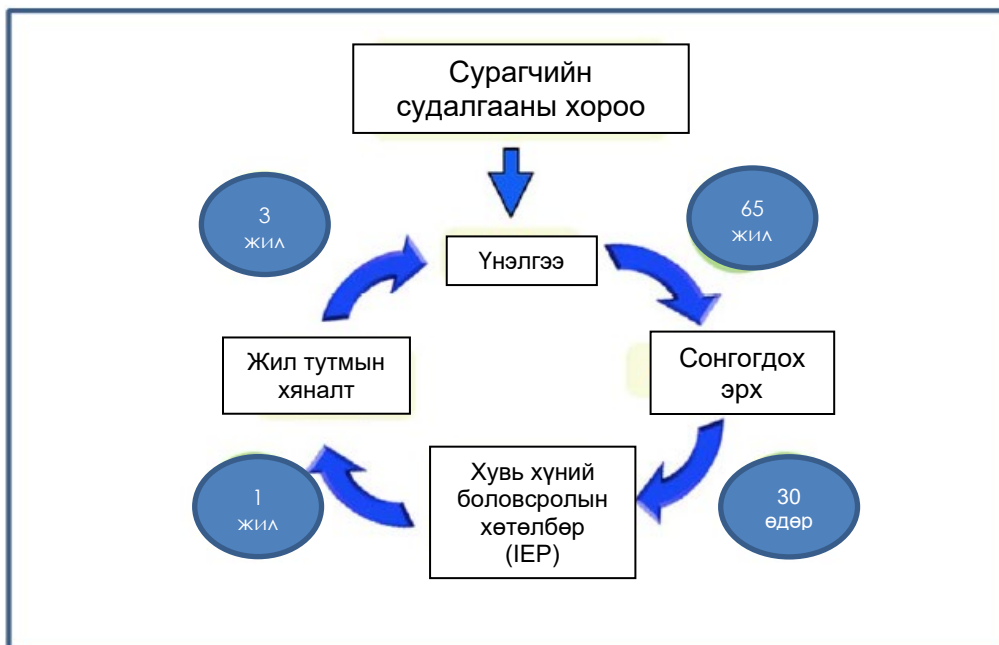 Сурагчийн
судалгааны хороо
3
жил
65
жил
Үнэлгээ
Жил тутмын
хяналт
Сонгогдох
эрх
1
жил
Хувь хүний
боловсролын
хөтөлбөр
(IEP)
30
өдөр